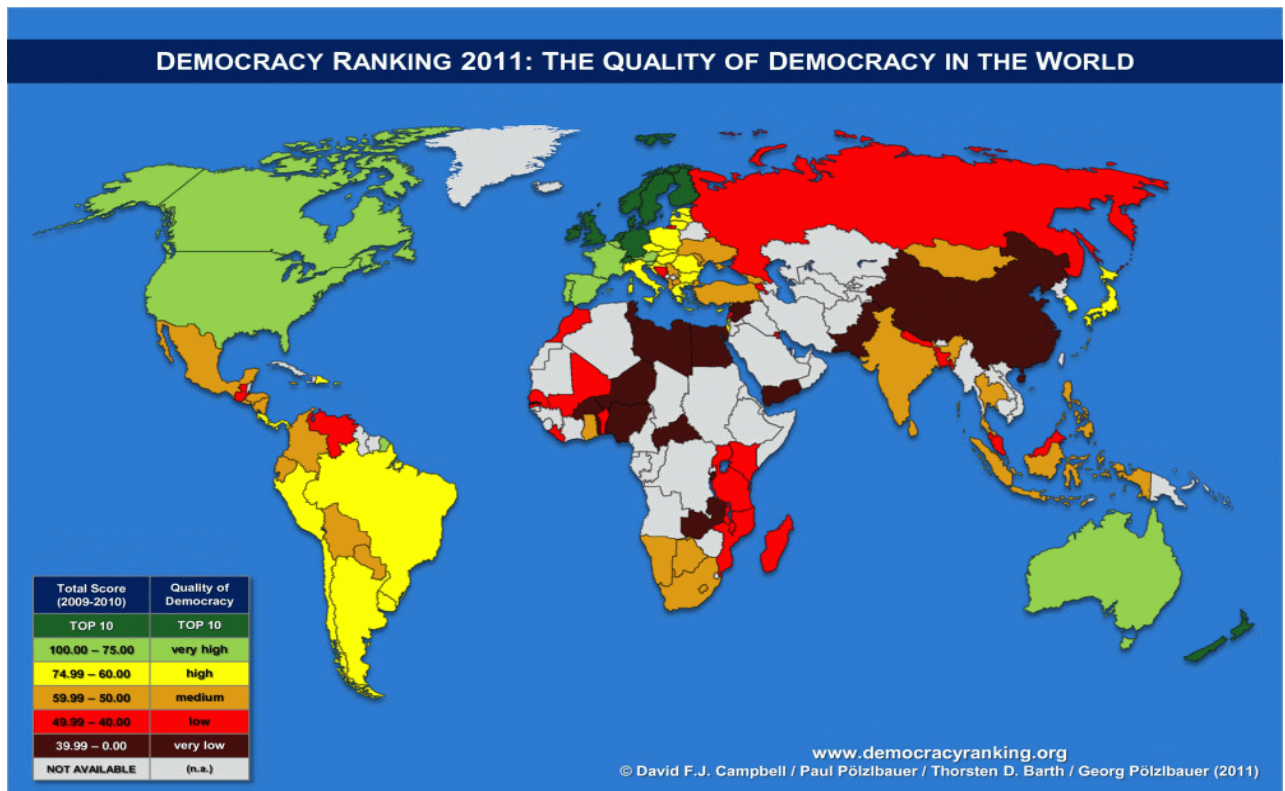 DEMOCRACY RANKING 2011: THE QUALITY OF DEMOCRACY IN THE WORLD
Total Score (2009-2010) Quality of Democracy
TOP 10 TOP 10
100.00 – 75.00 very high
74.99 – 60.00 high
59.99 – 50.00 medium
49.99 – 40.00 low
39.99 – 0.00 very low
NOT AVAILABLE (n.a.)
www.democracyranking.org
© David F.J. Campbell / Paul Pölzlbauer / Thorsten D. Barth / Georg Pölzlbauer (2011)